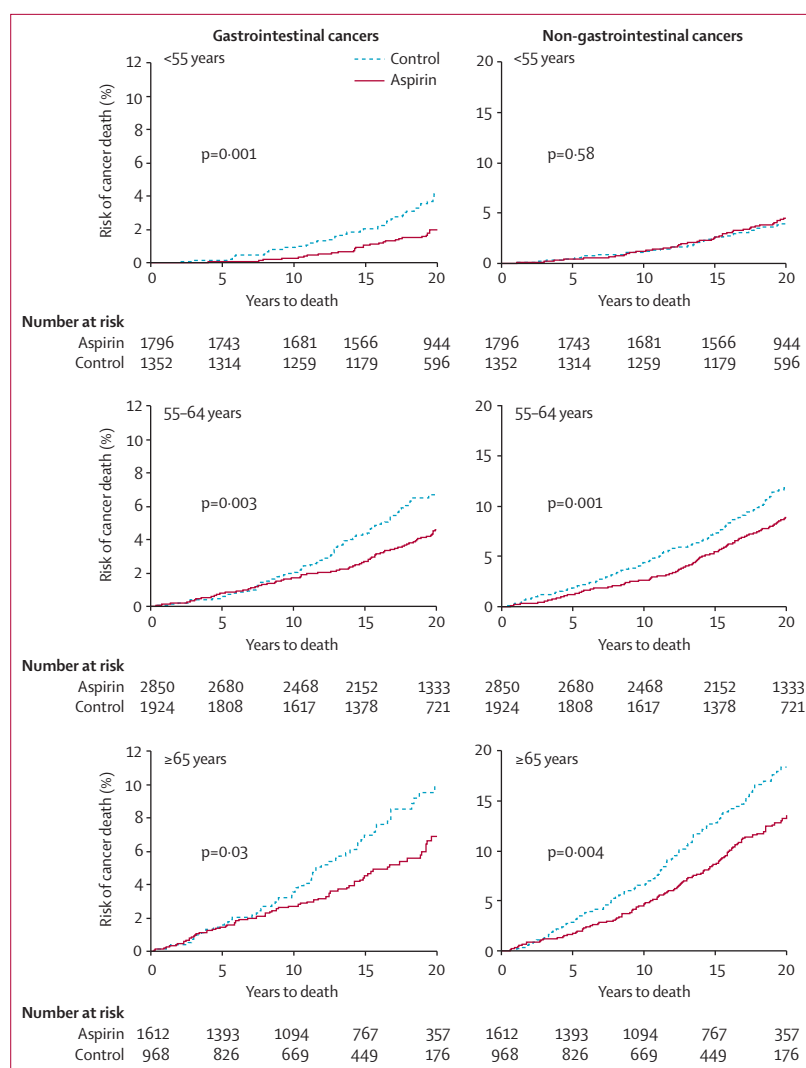 Gastrointestinal cancers Non-gastrointestinal cancers
<55 years
Control
Aspirin
p=0·001
Risk of cancer death (%)
12
10
8
6
4
2
0
0 5 10 15 20
Years to death
<55 years
p=0·58
20
15
10
5
0
0 5 10 15 20
Years to death
Number at risk
Aspirin 1796 1743 1681 1566 944 1796 1743 1681 1566 944
Control 1352 1314 1259 1179 596 1352 1314 1259 1179 596
55–64 years
p=0·003
Risk of cancer death (%)
12
10
8
6
4
2
0
0 5 10 15 20
Years to death
55–64 years
p=0·001
20
15
10
5
0
0 5 10 15 20
Years to death
Number at risk
Aspirin 2850 2680 2468 2152 1333 2850 2680 2468 2152 1333
Control 1924 1808 1617 1378 721 1924 1808 1617 1378 721
≥65 years
p=0·03
Risk of cancer death (%)
12
10
8
6
4
2
0
0 5 10 15 20
Years to death
≥65 years
p=0·004
20
15
10
5
0
0 5 10 15 20
Years to death
Number at risk
Aspirin 1612 1393 1094 767 357 1612 1393 1094 767 357
Control 968 826 669 449 176 968 826 669 449 176